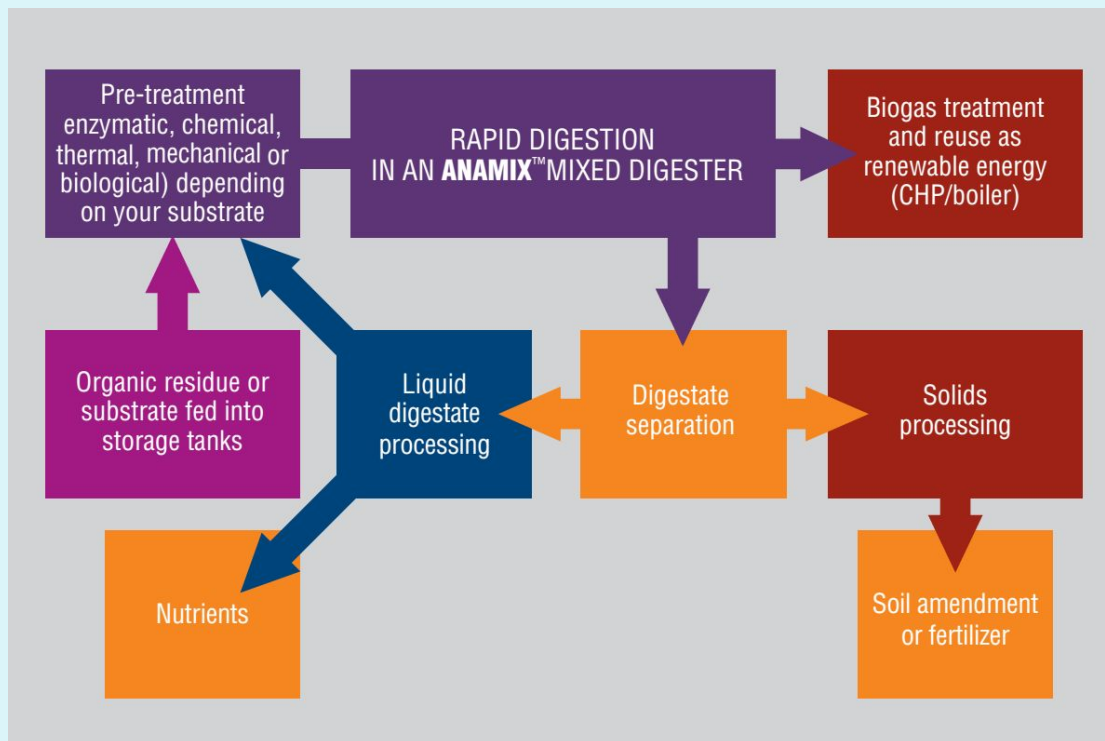 Pre-treatment
enzymatic, chemical,
thermal, mechanical or
biological) depending
on your substrate
RAPID DIGESTION
IN AN ANAMIX™ MIXED DIGESTER
Biogas treatment
and reuse as
renewable energy
(CHP/boiler)
Organic residue or
substrate fed into
storage tanks
Liquid
digestate
processing
Digestate
separation
Solids
processing
Nutrients
Soil amendment
or fertilizer